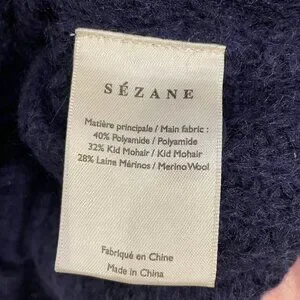 SÉZANE
Matière principale / Main fabric :
40% Polyamide / Polyamide
32% Kid Mohair / Kid Mohair
28% Laine Mérinos / Merino Wool
Fabriqué en Chine
Made in China